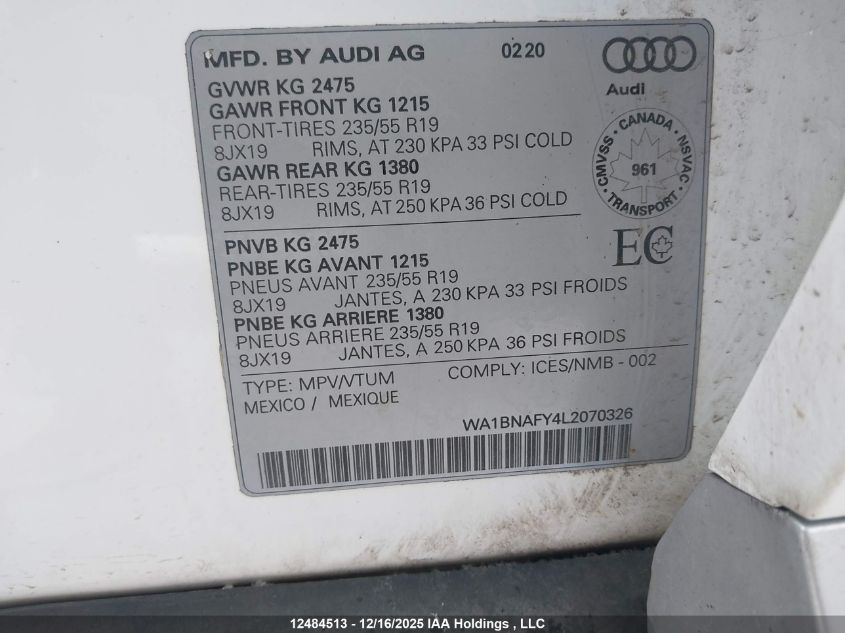 MFD. BY AUDI AG 0220
Audi
GVWR KG 2475
GAWR FRONT KG 1215
FRONT-TIRES 235/55 R19
8JX19 RIMS, AT 230 KPA 33 PSI COLD
GAWR REAR KG 1380
REAR-TIRES 235/55 R19
8JX19 RIMS, AT 250 KPA 36 PSI COLD
CMVSS • CANADA • NSVAC • TRANSPORT •
961
EC
PNVB KG 2475
PNBE KG AVANT 1215
PNEUS AVANT 235/55 R19
8JX19 JANTES, A 230 KPA 33 PSI FROIDS
PNBE KG ARRIERE 1380
PNEUS ARRIERE 235/55 R19
8JX19 JANTES, A 250 KPA 36 PSI FROIDS
TYPE: MPV/VTUM COMPLY: ICES/NMB - 002
MEXICO / MEXIQUE
WA1BNAFY4L2070326
12484513 - 12/16/2025 IAA Holdings , LLC